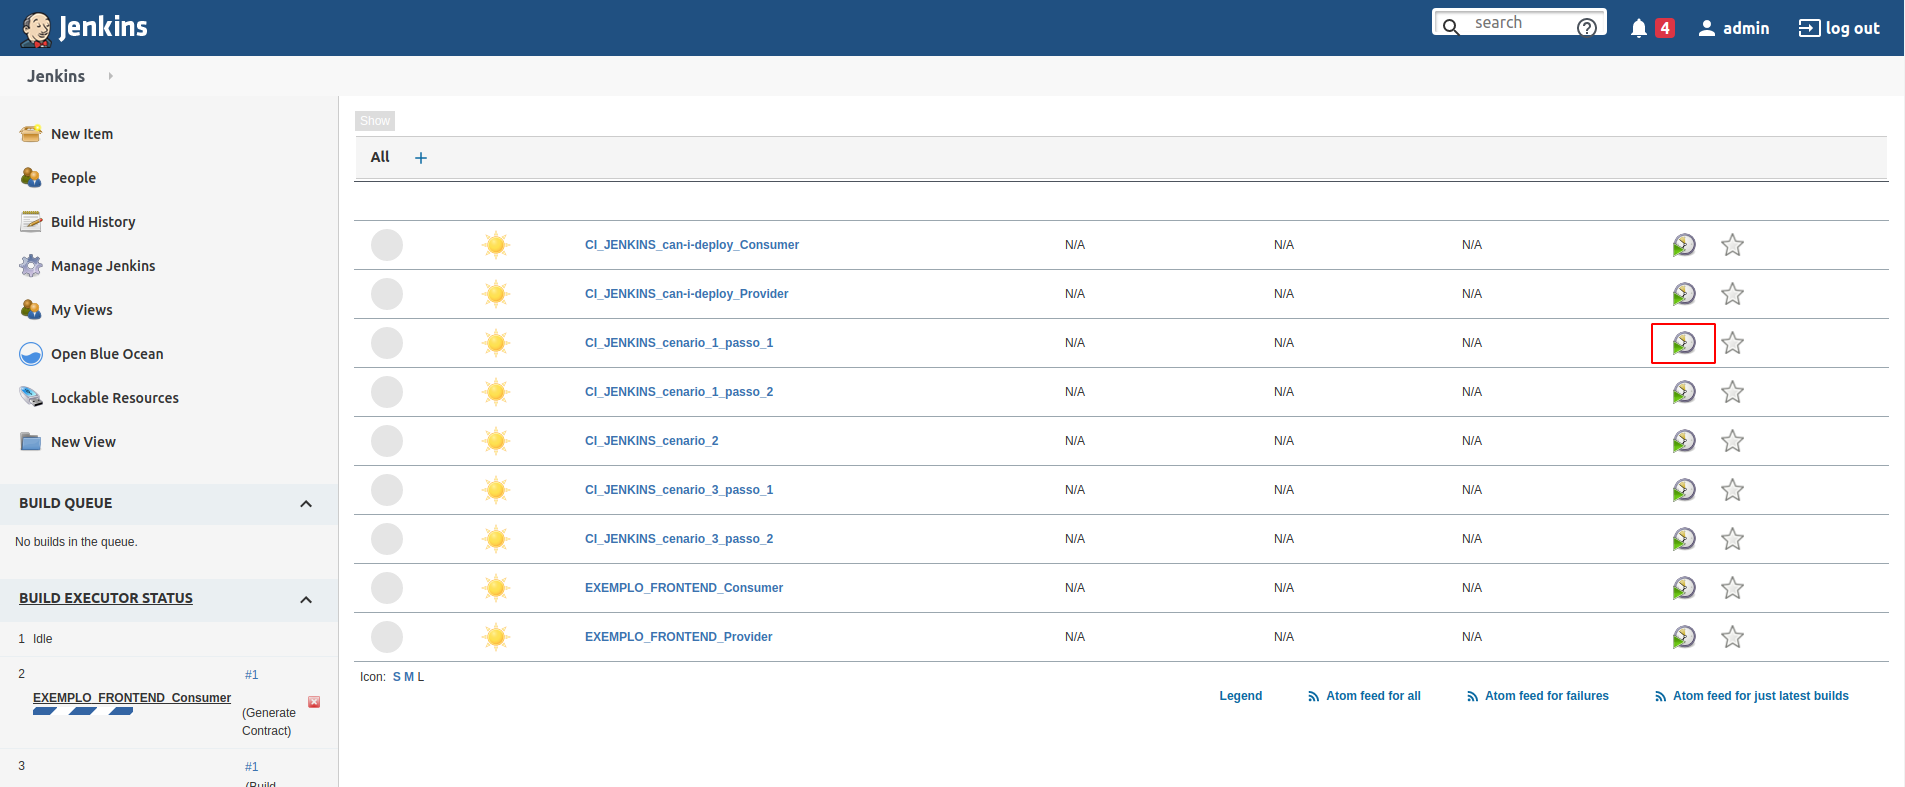 Jenkins
search
4
admin
log out
Jenkins
New Item
People
Build History
Manage Jenkins
My Views
Open Blue Ocean
Lockable Resources
New View
BUILD QUEUE
No builds in the queue.
BUILD EXECUTOR STATUS
1 Idle
2 #1
EXEMPLO_FRONTEND_Consumer
(Generate
Contract)
3 #1
(Build
Show
All +
CI_JENKINS_can-i-deploy_Consumer N/A N/A N/A
CI_JENKINS_can-i-deploy_Provider N/A N/A N/A
CI_JENKINS_cenario_1_passo_1 N/A N/A N/A
CI_JENKINS_cenario_1_passo_2 N/A N/A N/A
CI_JENKINS_cenario_2 N/A N/A N/A
CI_JENKINS_cenario_3_passo_1 N/A N/A N/A
CI_JENKINS_cenario_3_passo_2 N/A N/A N/A
EXEMPLO_FRONTEND_Consumer N/A N/A N/A
EXEMPLO_FRONTEND_Provider N/A N/A N/A
Icon: S M L
Legend Atom feed for all Atom feed for failures Atom feed for just latest builds